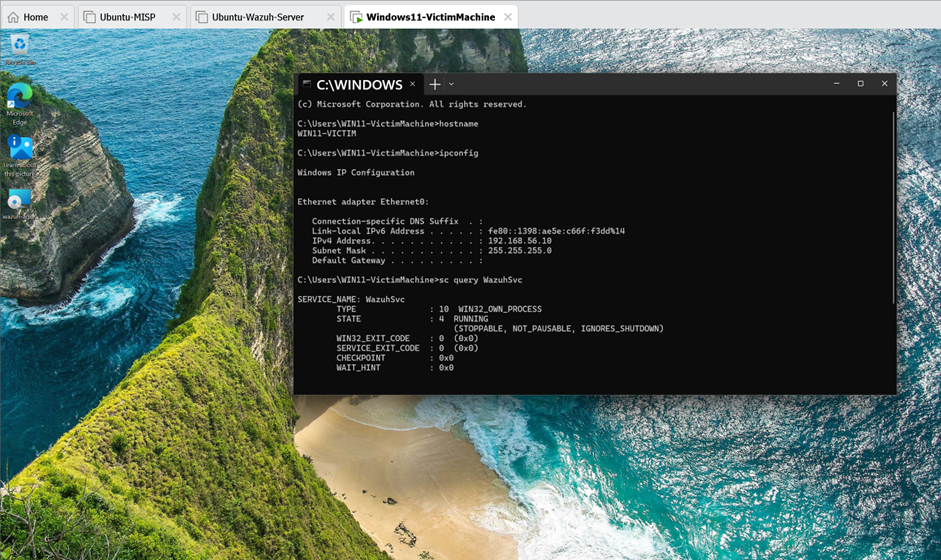 Home
Ubuntu-MISP
Ubuntu-Wazuh-Server
Windows11-VictimMachine
Recycle Bin
Microsoft
Edge
Learn about
this picture
C:\WINDOWS
(c) Microsoft Corporation. All rights reserved.
C:\Users\WIN11-VictimMachine>hostname
WIN11-VICTIM
C:\Users\WIN11-VictimMachine>ipconfig
Windows IP Configuration
Ethernet adapter Ethernet0:
Connection-specific DNS Suffix  . :
Link-local IPv6 Address . . . . . : fe80::1398:ae5e:c66f:f3dd%14
IPv4 Address. . . . . . . . . . . : 192.168.56.10
Subnet Mask . . . . . . . . . . . : 255.255.255.0
Default Gateway . . . . . . . . . :
C:\Users\WIN11-VictimMachine>sc query WazuhSvc
SERVICE_NAME: WazuhSvc
TYPE               : 10  WIN32_OWN_PROCESS
STATE              : 4  RUNNING
(STOPPABLE, NOT_PAUSABLE, IGNORES_SHUTDOWN)
WIN32_EXIT_CODE    : 0  (0x0)
SERVICE_EXIT_CODE  : 0  (0x0)
CHECKPOINT         : 0x0
WAIT_HINT          : 0x0